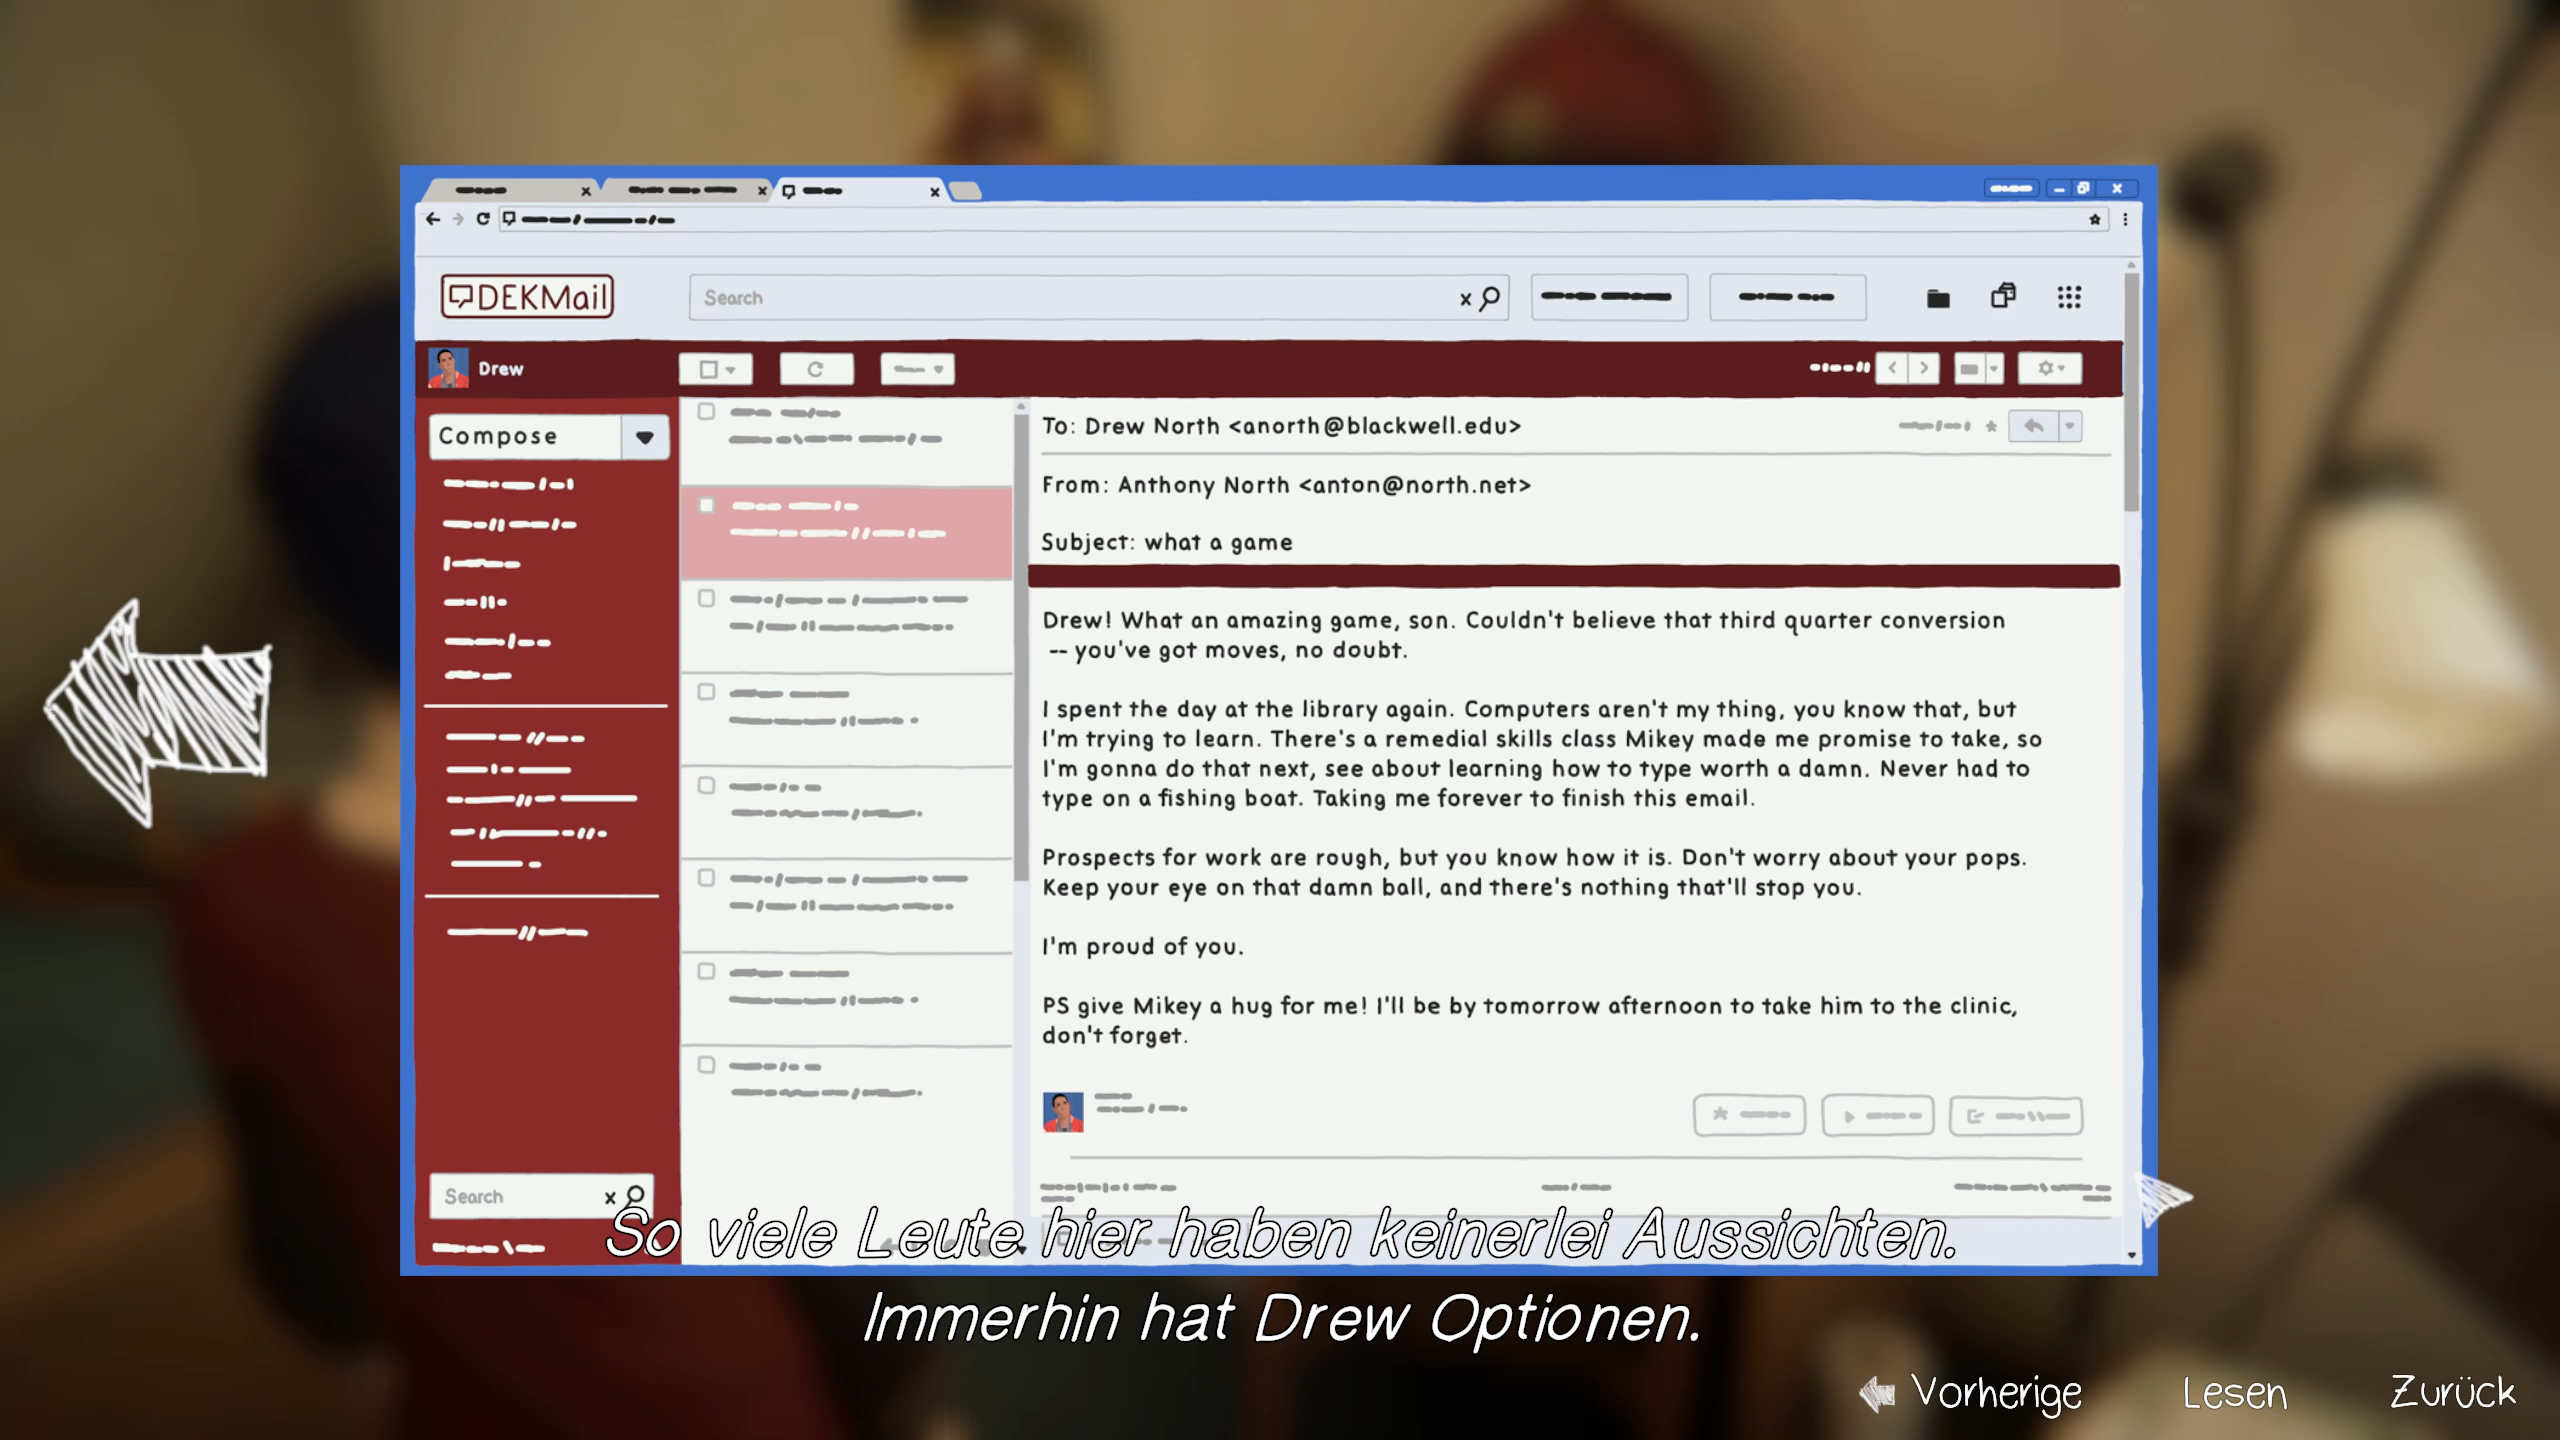 DEKMail
Search
Drew
Compose
To: Drew North <anorth@blackwell.edu>
From: Anthony North <anton@north.net>
Subject: what a game
Drew! What an amazing game, son. Couldn't believe that third quarter conversion
-- you've got moves, no doubt.
I spent the day at the library again. Computers aren't my thing, you know that, but
I'm trying to learn. There's a remedial skills class Mikey made me promise to take, so
I'm gonna do that next, see about learning how to type worth a damn. Never had to
type on a fishing boat. Taking me forever to finish this email.
Prospects for work are rough, but you know how it is. Don't worry about your pops.
Keep your eye on that damn ball, and there's nothing that'll stop you.
I'm proud of you.
PS give Mikey a hug for me! I'll be by tomorrow afternoon to take him to the clinic,
don't forget.
Search
So viele Leute hier haben keinerlei Aussichten.
Immerhin hat Drew Optionen.
Vorherige
Lesen
Zurück